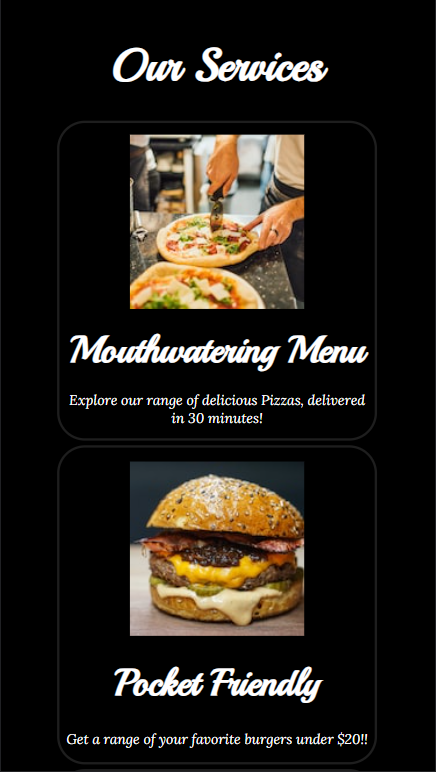 Our Services
Mouthwatering Menu
Explore our range of delicious Pizzas, delivered
in 30 minutes!
Pocket Friendly
Get a range of your favorite burgers under $20!!